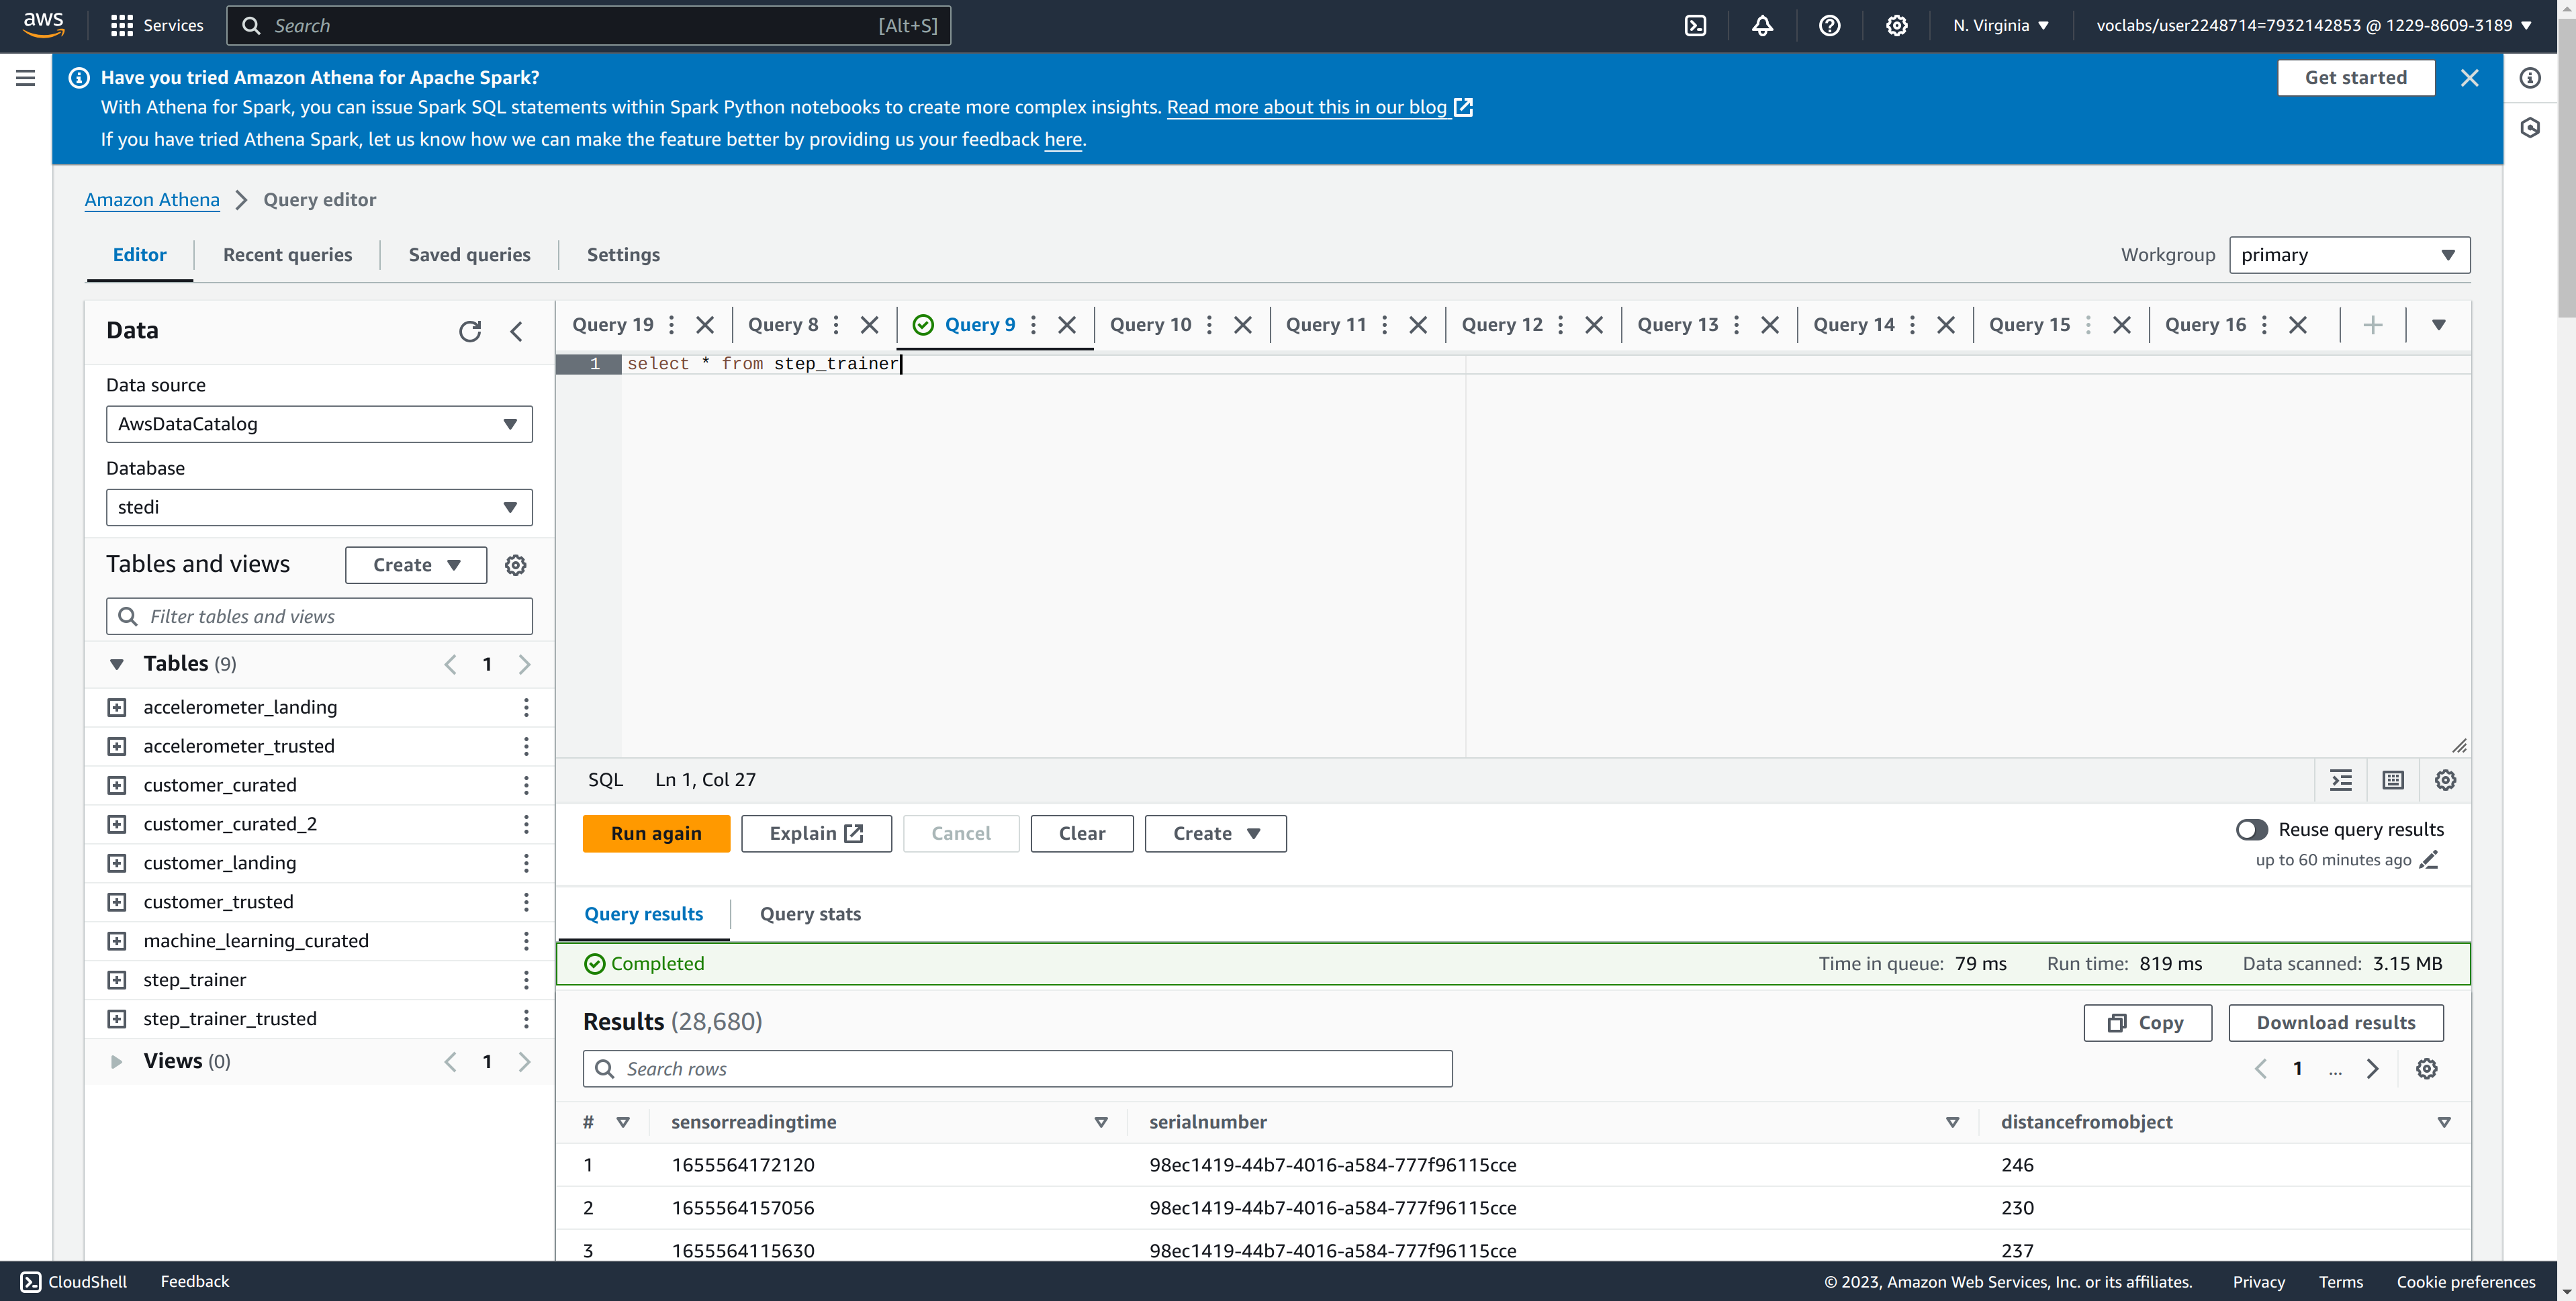 aws Services Search [Alt+S] N. Virginia voclabs/user2248714=7932142853 @ 1229-8609-3189
Have you tried Amazon Athena for Apache Spark? Get started
With Athena for Spark, you can issue Spark SQL statements within Spark Python notebooks to create more complex insights. Read more about this in our blog
If you have tried Athena Spark, let us know how we can make the feature better by providing us your feedback here.
Amazon Athena Query editor
Editor Recent queries Saved queries Settings Workgroup primary
Data
Data source
AwsDataCatalog
Database
stedi
Tables and views Create
Filter tables and views
Tables (9) 1
accelerometer_landing
accelerometer_trusted
customer_curated
customer_curated_2
customer_landing
customer_trusted
machine_learning_curated
step_trainer
step_trainer_trusted
Views (0) 1
Query 19 Query 8 Query 9 Query 10 Query 11 Query 12 Query 13 Query 14 Query 15 Query 16
1 select * from step_trainer
SQL Ln 1, Col 27
Run again Explain Cancel Clear Create Reuse query results
up to 60 minutes ago
Query results Query stats
Completed Time in queue: 79 ms Run time: 819 ms Data scanned: 3.15 MB
Results (28,680) Copy Download results
Search rows 1 ...
# sensorreadingtime serialnumber distancefromobject
1 1655564172120 98ec1419-44b7-4016-a584-777f96115cce 246
2 1655564157056 98ec1419-44b7-4016-a584-777f96115cce 230
3 1655564115630 98ec1419-44b7-4016-a584-777f96115cce 237
CloudShell Feedback © 2023, Amazon Web Services, Inc. or its affiliates. Privacy Terms Cookie preferences